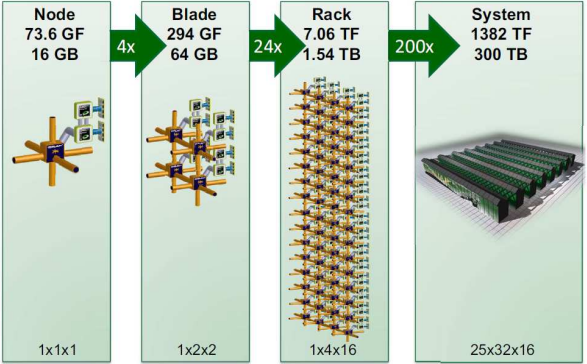 Node
73.6 GF
16 GB
4x
Blade
294 GF
64 GB
24x
Rack
7.06 TF
1.54 TB
200x
System
1382 TF
300 TB
1x1x1
1x2x2
1x4x16
25x32x16